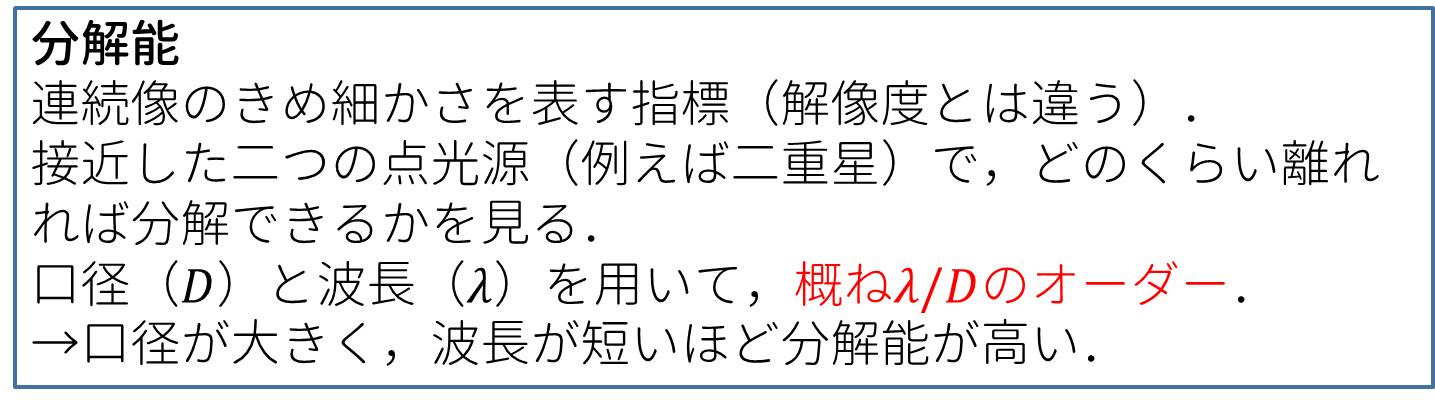 分解能
連続像のきめ細かさを表す指標（解像度とは違う）．
接近した二つの点光源（例えば二重星）で，どのくらい離れ
れば分解できるかを見る．
口径（D）と波長（λ）を用いて，概ねλ/Dのオーダー．
→口径が大きく，波長が短いほど分解能が高い．